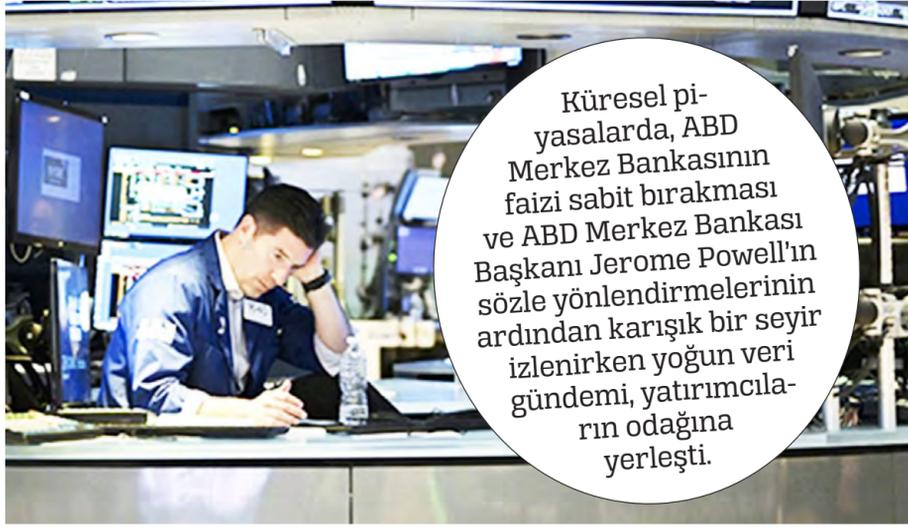 Küresel pi-
yasalarda, ABD
Merkez Bankasının
faizi sabit bırakması
ve ABD Merkez Bankası
Başkanı Jerome Powell'ın
sözle yönlendirmelerinin
ardından karışık bir seyir
izlenirken yoğun veri
gündemi, yatırımcıla-
rın odağına
yerleşti.